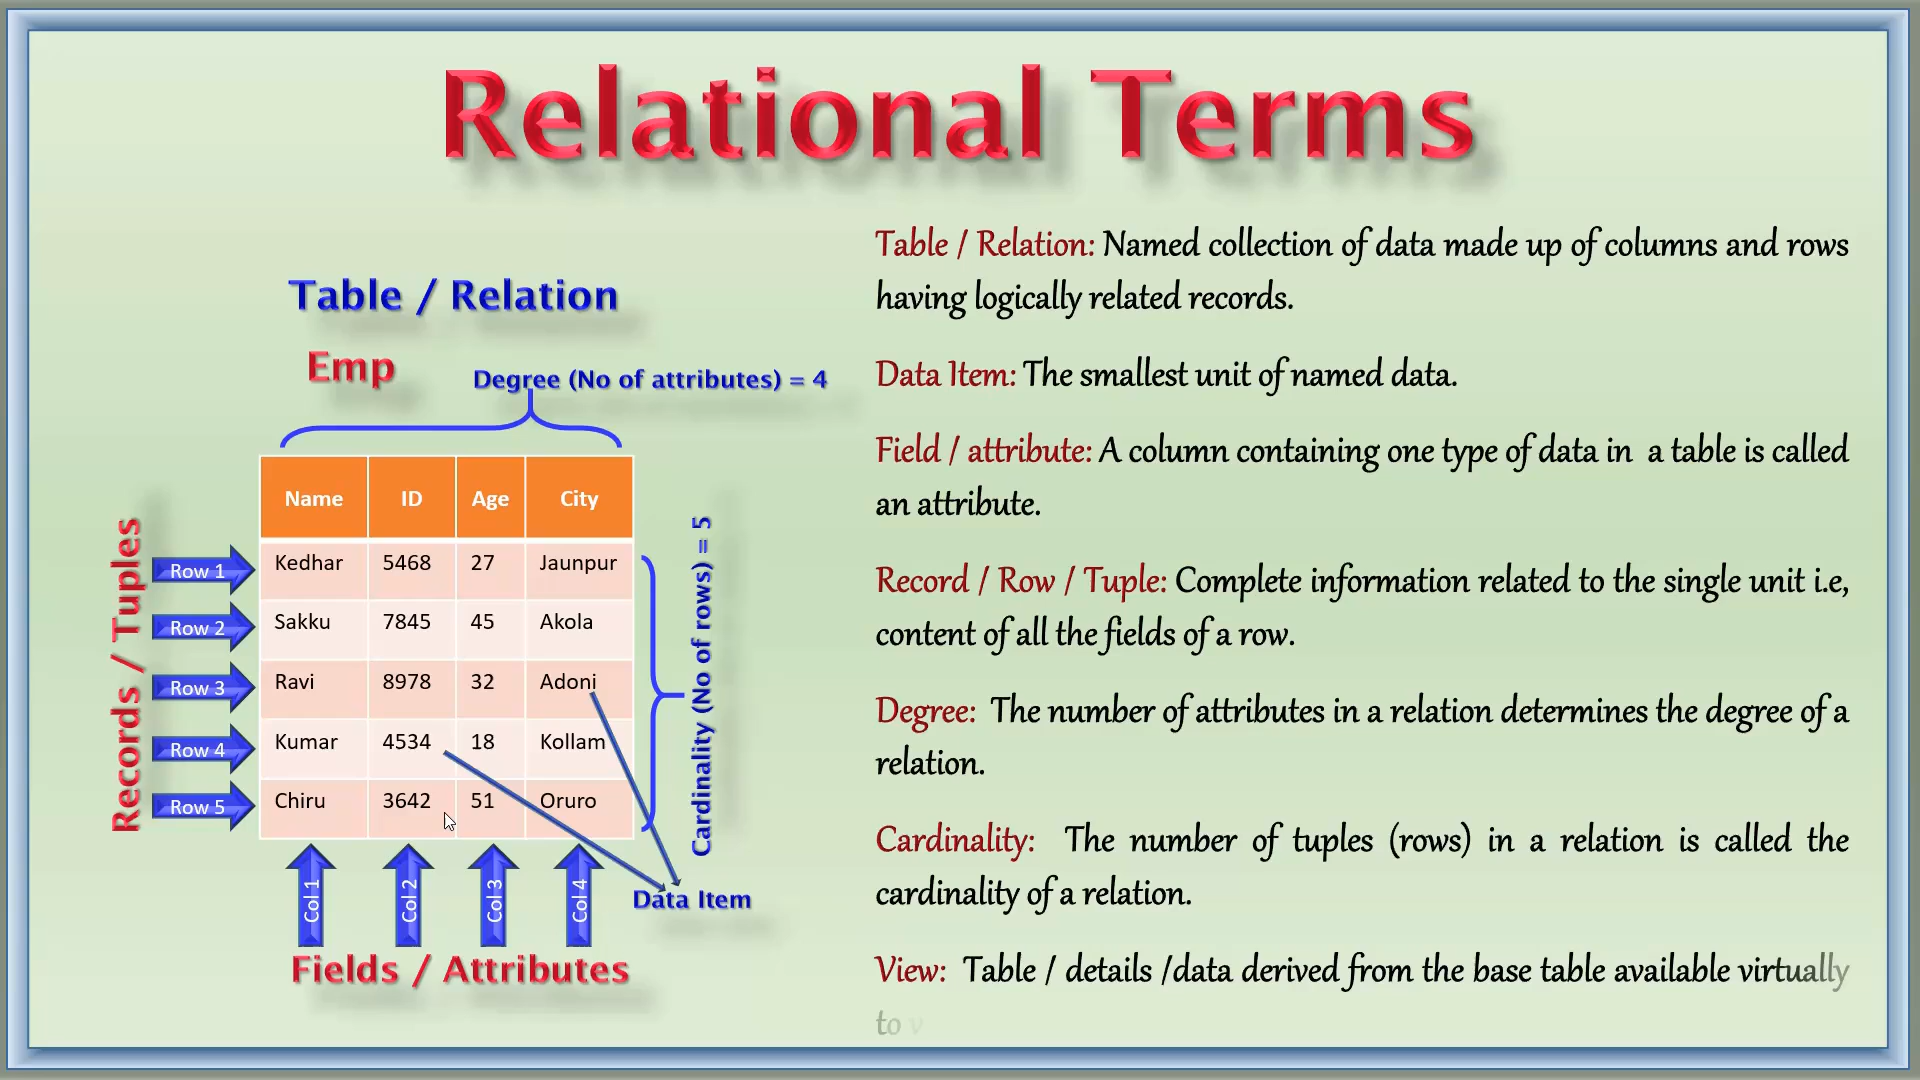 Relational Terms
Table / Relation
Emp
Degree (No of attributes) = 4
Name ID Age City
Row 1 Kedhar 5468 27 Jaunpur
Row 2 Sakku 7845 45 Akola
Row 3 Ravi 8978 32 Adoni
Row 4 Kumar 4534 18 Kollam
Row 5 Chiru 3642 51 Oruro
Records / Tuples
Cardinality (No of rows) = 5
Col 1 Col 2 Col 3 Col 4
Data Item
Fields / Attributes
Table / Relation: Named collection of data made up of columns and rows
having logically related records.
Data Item: The smallest unit of named data.
Field / attribute: A column containing one type of data in a table is called
an attribute.
Record / Row / Tuple: Complete information related to the single unit i.e,
content of all the fields of a row.
Degree: The number of attributes in a relation determines the degree of a
relation.
Cardinality: The number of tuples (rows) in a relation is called the
cardinality of a relation.
View: Table / details /data derived from the base table available virtually
to